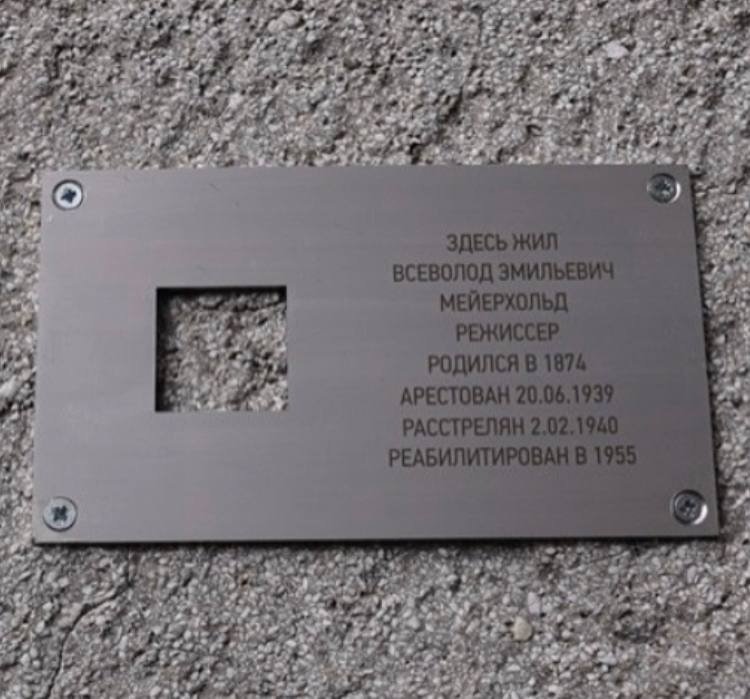 ЗДЕСЬ ЖИЛ
ВСЕВОЛОД ЭМИЛЬЕВИЧ
МЕЙЕРХОЛЬД
РЕЖИССЕР
РОДИЛСЯ В 1874
АРЕСТОВАН 20.06.1939
РАССТРЕЛЯН 2.02.1940
РЕАБИЛИТИРОВАН В 1955